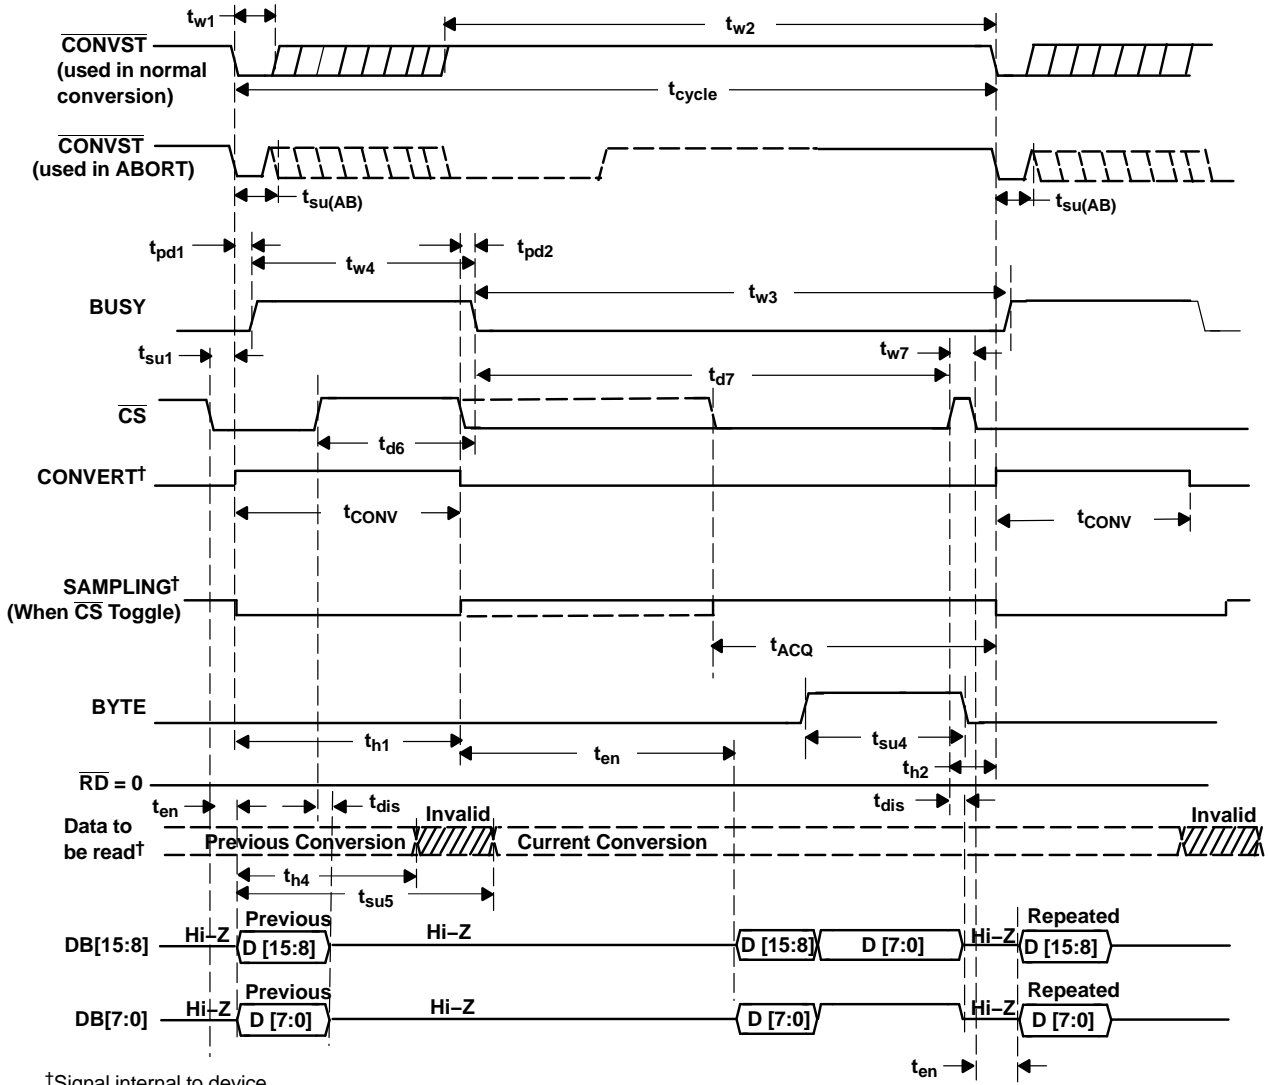 tw1
tw2
CONVST
(used in normal
conversion)
tcycle
CONVST
(used in ABORT)
tsu(AB)
tsu(AB)
tpd1
tw4
tpd2
BUSY
tw3
tsu1
tw7
td7
CS
td6
CONVERT†
tCONV
tCONV
SAMPLING†
(When CS Toggle)
tACQ
BYTE
th1
ten
tsu4
th2
RD = 0
ten
tdis
tdis
Data to
be read†
Invalid
Invalid
Previous Conversion
Current Conversion
th4
tsu5
DB[15:8]
Hi–Z
Previous
D [15:8]
Hi–Z
D [15:8]
D [7:0]
Hi–Z
Repeated
D [15:8]
DB[7:0]
Hi–Z
Previous
D [7:0]
Hi–Z
D [7:0]
Hi–Z
Repeated
D [7:0]
ten
†Signal internal to device